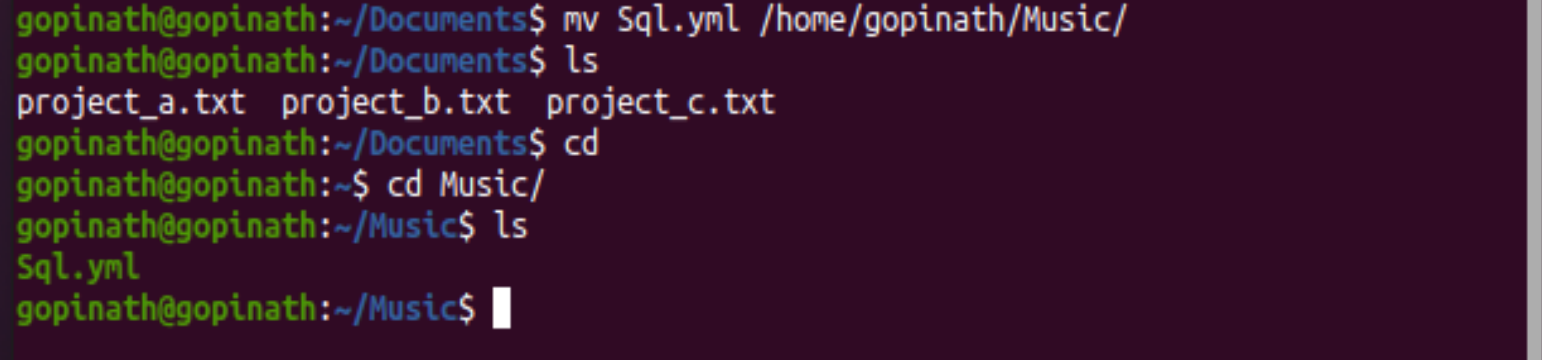 gopinath@gopinath:~/Documents$ mv Sql.yml /home/gopinath/Music/
gopinath@gopinath:~/Documents$ ls
project_a.txt  project_b.txt  project_c.txt
gopinath@gopinath:~/Documents$ cd
gopinath@gopinath:~$ cd Music/
gopinath@gopinath:~/Music$ ls
Sql.yml
gopinath@gopinath:~/Music$